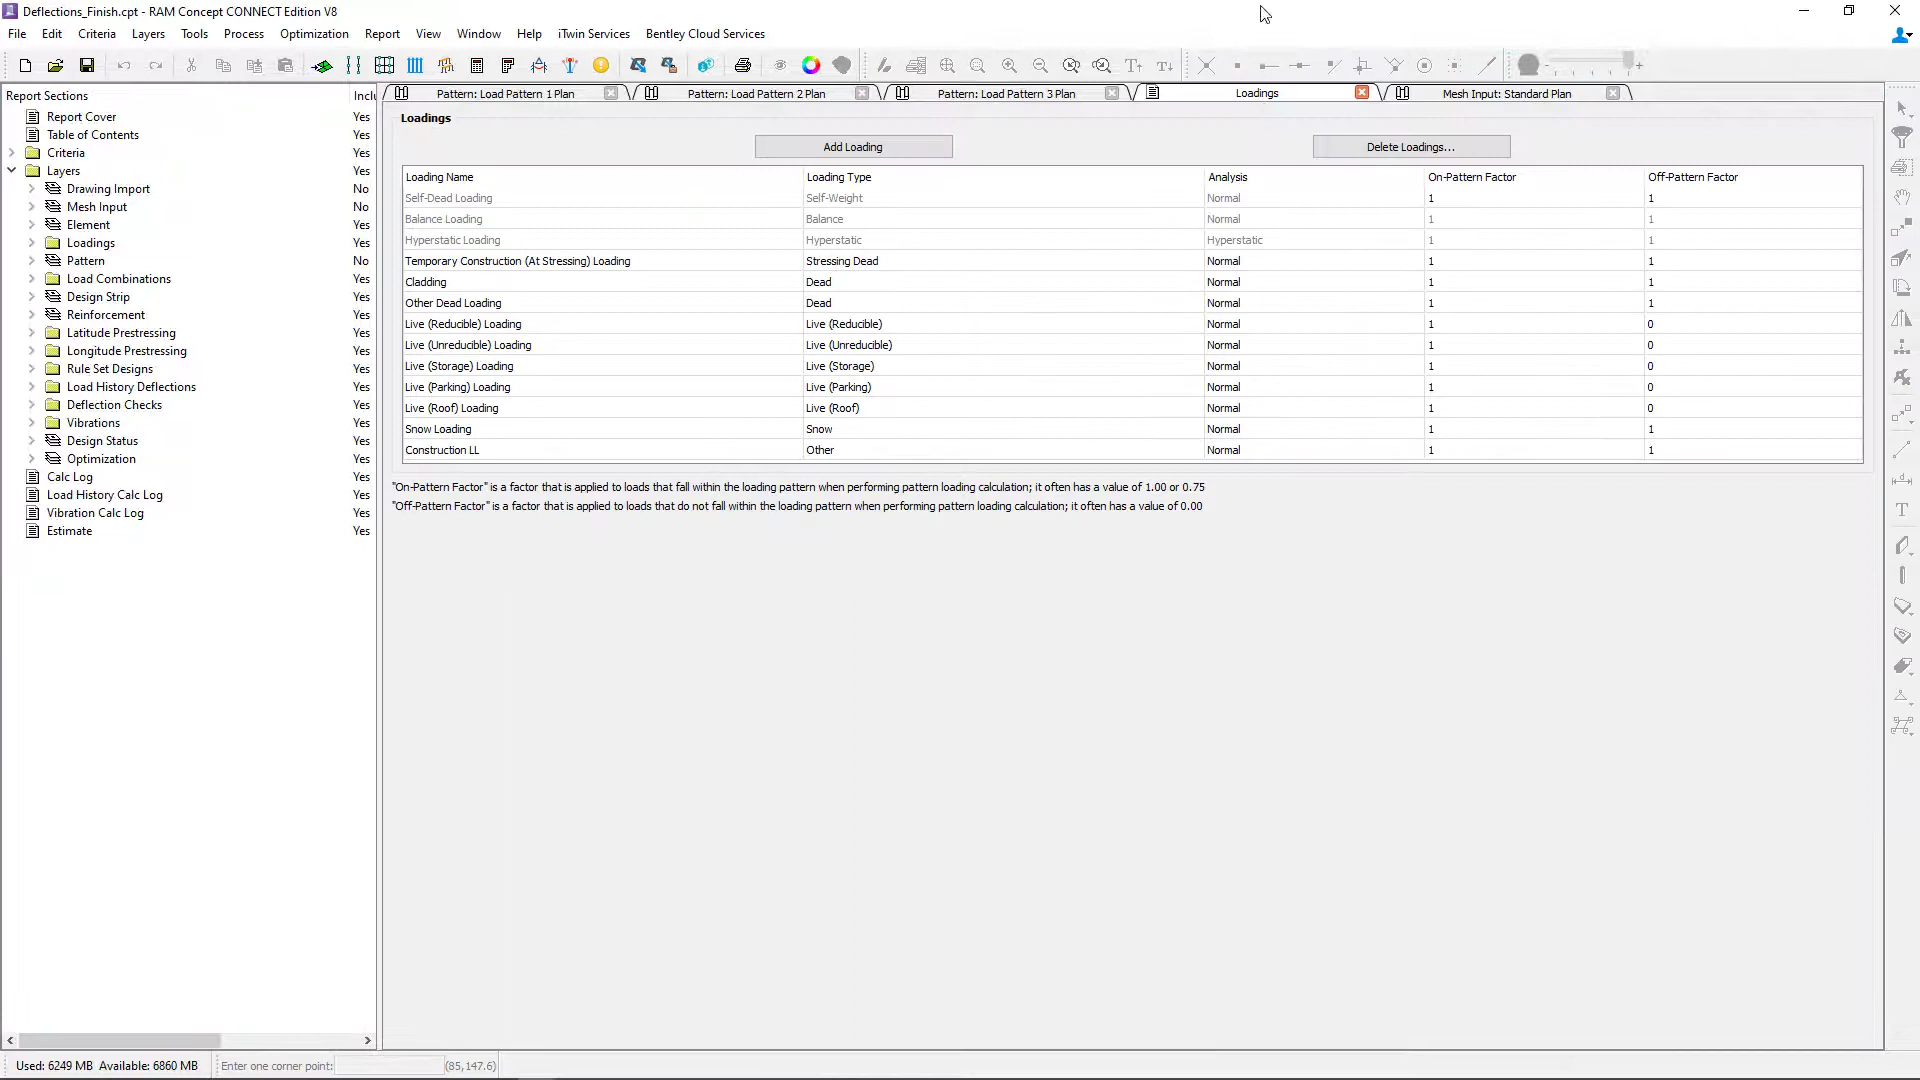 Deflections_Finish.cpt - RAM Concept CONNECT Edition V8
File Edit Criteria Layers Tools Process Optimization Report View Window Help iTwin Services Bentley Cloud Services
Report Sections Inclu
Report Cover Yes
Table of Contents Yes
Criteria Yes
Layers Yes
Drawing Import No
Mesh Input No
Element Yes
Loadings Yes
Pattern No
Load Combinations Yes
Design Strip Yes
Reinforcement Yes
Latitude Prestressing Yes
Longitude Prestressing Yes
Rule Set Designs Yes
Load History Deflections Yes
Deflection Checks Yes
Vibrations Yes
Design Status Yes
Optimization Yes
Calc Log Yes
Load History Calc Log Yes
Vibration Calc Log Yes
Estimate Yes
Pattern: Load Pattern 1 Plan Pattern: Load Pattern 2 Plan Pattern: Load Pattern 3 Plan Loadings Mesh Input: Standard Plan
Loadings
Add Loading Delete Loadings...
Loading Name Loading Type Analysis On-Pattern Factor Off-Pattern Factor
Self-Dead Loading Self-Weight Normal 1 1
Balance Loading Balance Normal 1 1
Hyperstatic Loading Hyperstatic Hyperstatic 1 1
Temporary Construction (At Stressing) Loading Stressing Dead Normal 1 1
Cladding Dead Normal 1 1
Other Dead Loading Dead Normal 1 1
Live (Reducible) Loading Live (Reducible) Normal 1 0
Live (Unreducible) Loading Live (Unreducible) Normal 1 0
Live (Storage) Loading Live (Storage) Normal 1 0
Live (Parking) Loading Live (Parking) Normal 1 0
Live (Roof) Loading Live (Roof) Normal 1 0
Snow Loading Snow Normal 1 1
Construction LL Other Normal 1 1
"On-Pattern Factor" is a factor that is applied to loads that fall within the loading pattern when performing pattern loading calculation; it often has a value of 1.00 or 0.75
"Off-Pattern Factor" is a factor that is applied to loads that do not fall within the loading pattern when performing pattern loading calculation; it often has a value of 0.00
Used: 6249 MB Available: 6860 MB Enter one corner point: (85,147.6)